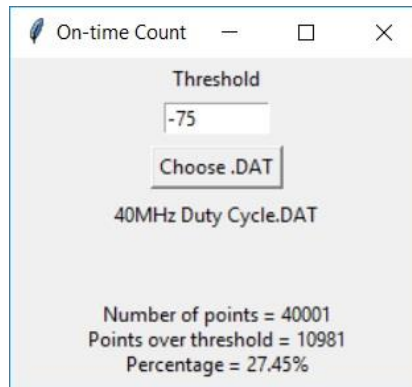 On-time Count
Threshold
-75
Choose .DAT
40MHz Duty Cycle.DAT
Number of points = 40001
Points over threshold = 10981
Percentage = 27.45%